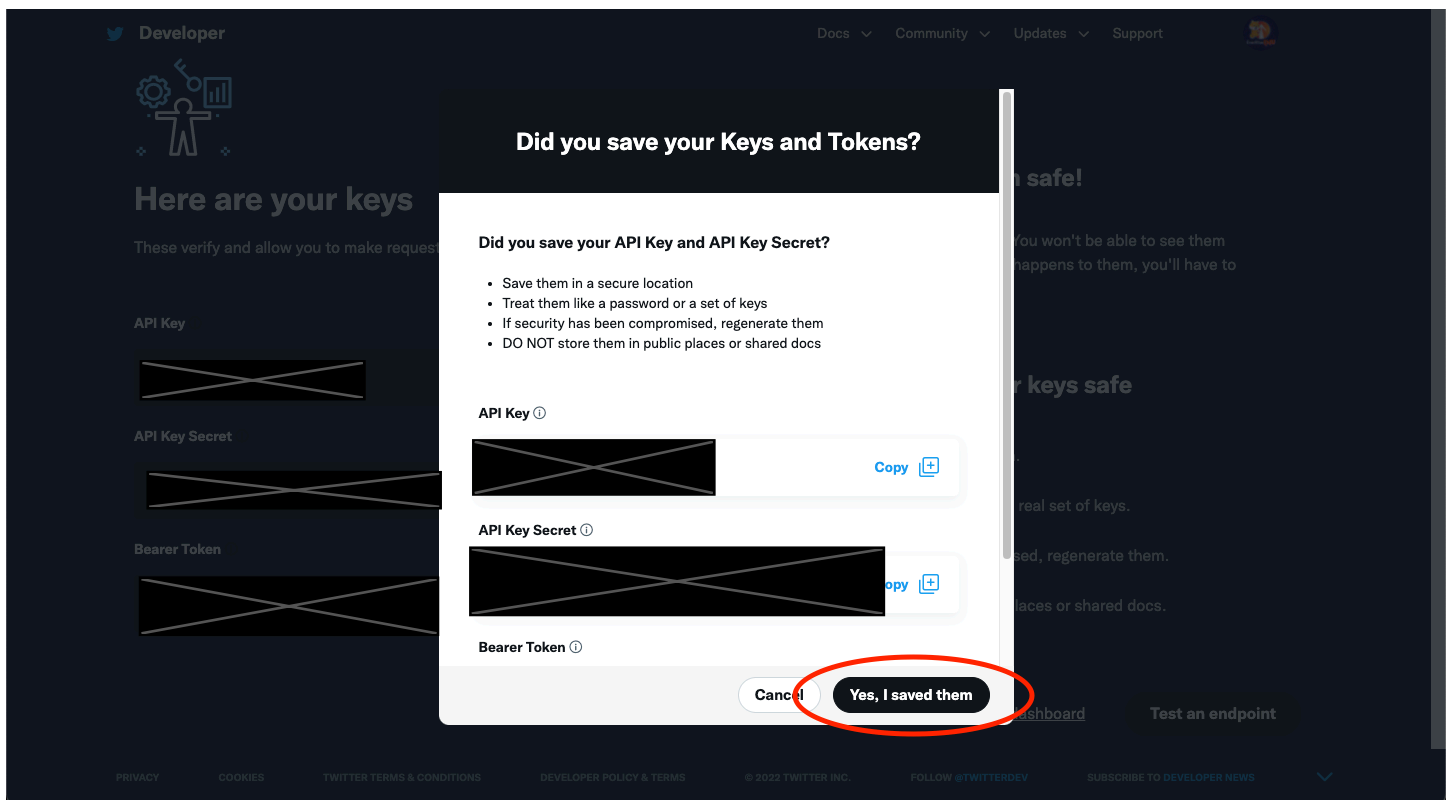 Developer
Docs
Community
Updates
Support
Here are your keys
These verify and allow you to make request
API Key
API Key Secret
Bearer Token
Did you save your Keys and Tokens?
Did you save your API Key and API Key Secret?
Save them in a secure location
Treat them like a password or a set of keys
If security has been compromised, regenerate them
DO NOT store them in public places or shared docs
API Key
Copy
API Key Secret
opy
Bearer Token
Cancel
Yes, I saved them
safe!
You won't be able to see them
happens to them, you'll have to
keys safe
real set of keys.
sed, regenerate them.
laces or shared docs.
ashboard
Test an endpoint
PRIVACY
COOKIES
TWITTER TERMS & CONDITIONS
DEVELOPER POLICY & TERMS
© 2022 TWITTER INC.
FOLLOW @TWITTERDEV
SUBSCRIBE TO DEVELOPER NEWS